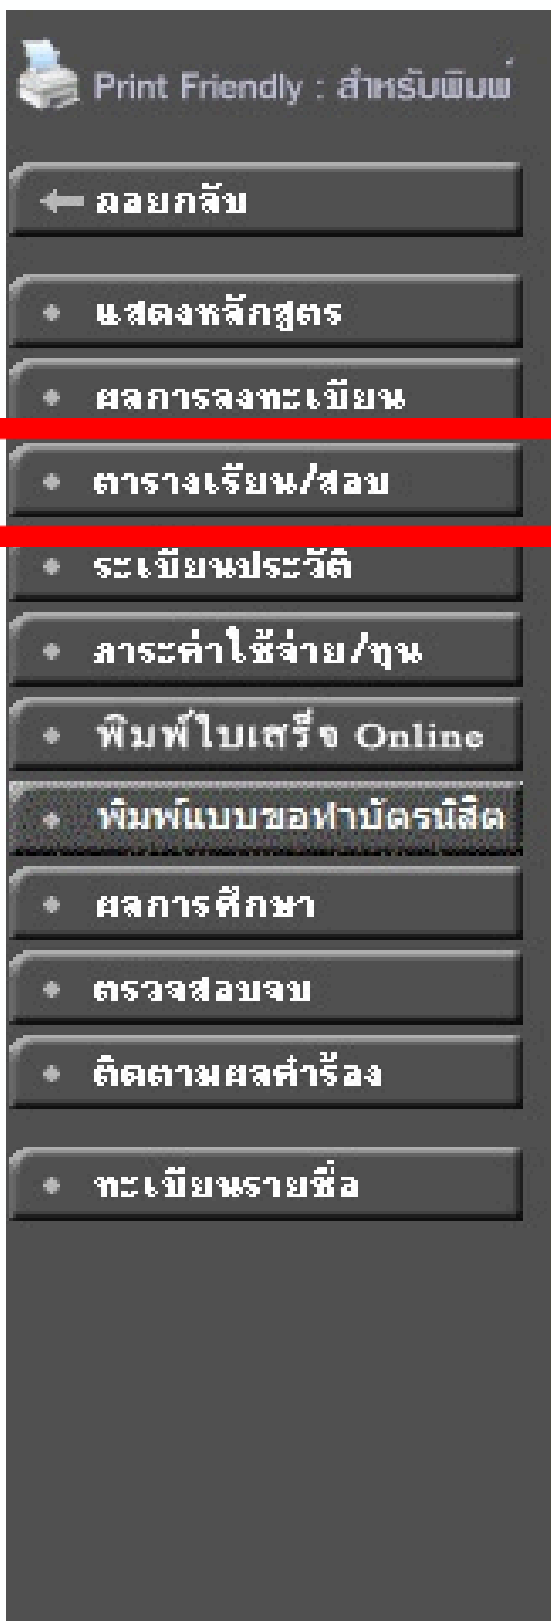 Print Friendly : สำหรับพิมพ์
ถอยกลับ
แสดงหลักสูตร
ผลการลงทะเบียน
ตารางเรียน/สอบ
ระเบียนประวัติ
ภาระค่าใช้จ่าย/ทุน
พิมพ์ใบเสร็จ Online
พิมพ์แบบขอทำบัตรนิสิต
ผลการศึกษา
ตรวจสอบจบ
ติดตามผลคำร้อง
ทะเบียนรายชื่อ